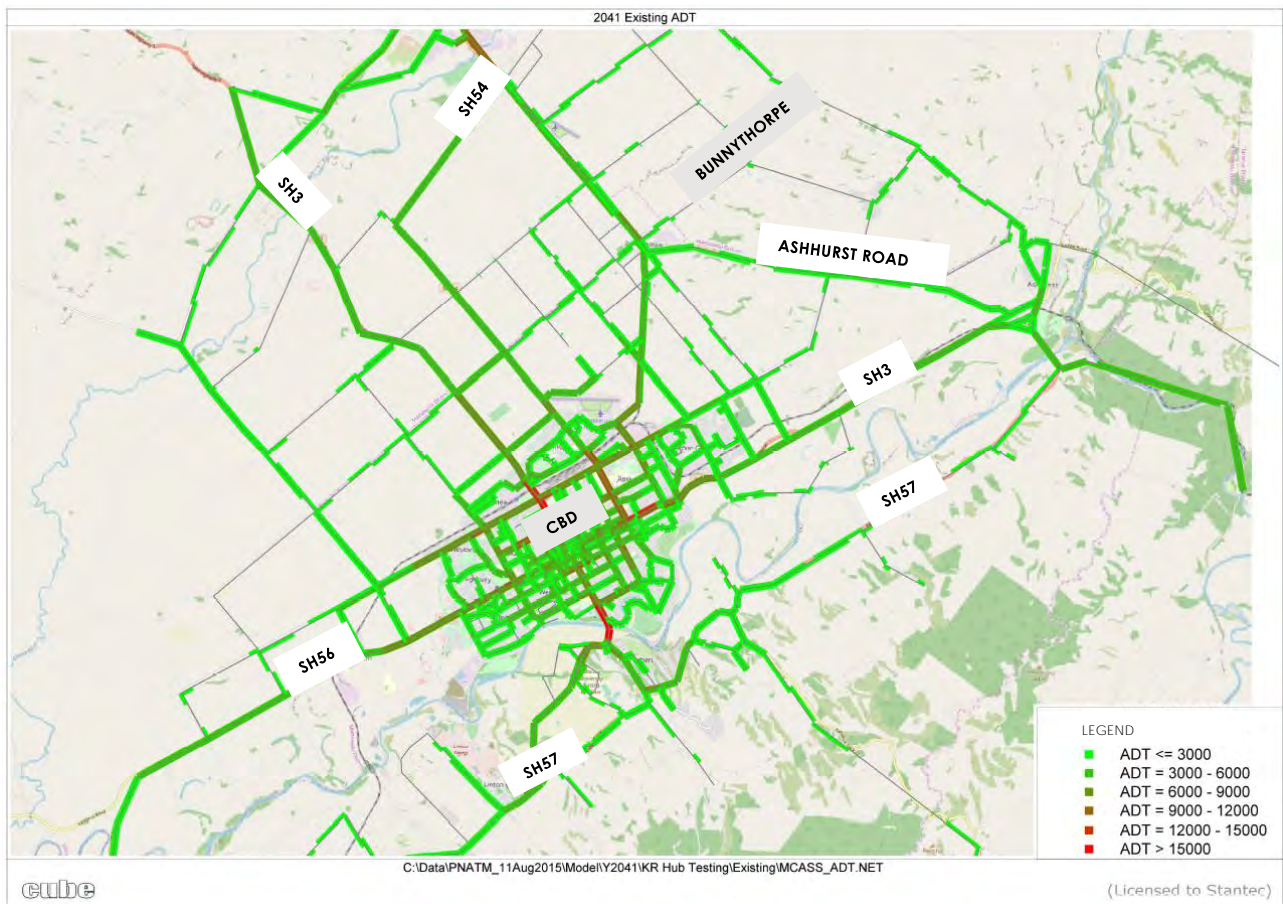 2041 Existing ADT
SH54
BUNNYTHORPE
SH3
ASHHURST ROAD
SH3
SH57
CBD
SH56
SH57
LEGEND
ADT <= 3000
ADT = 3000 - 6000
ADT = 6000 - 9000
ADT = 9000 - 12000
ADT = 12000 - 15000
ADT > 15000
C:\Data\PNATM_11Aug2015\Model\Y2041\KR Hub Testing\Existing\MCASS_ADT.NET
cube
(Licensed to Stantec)